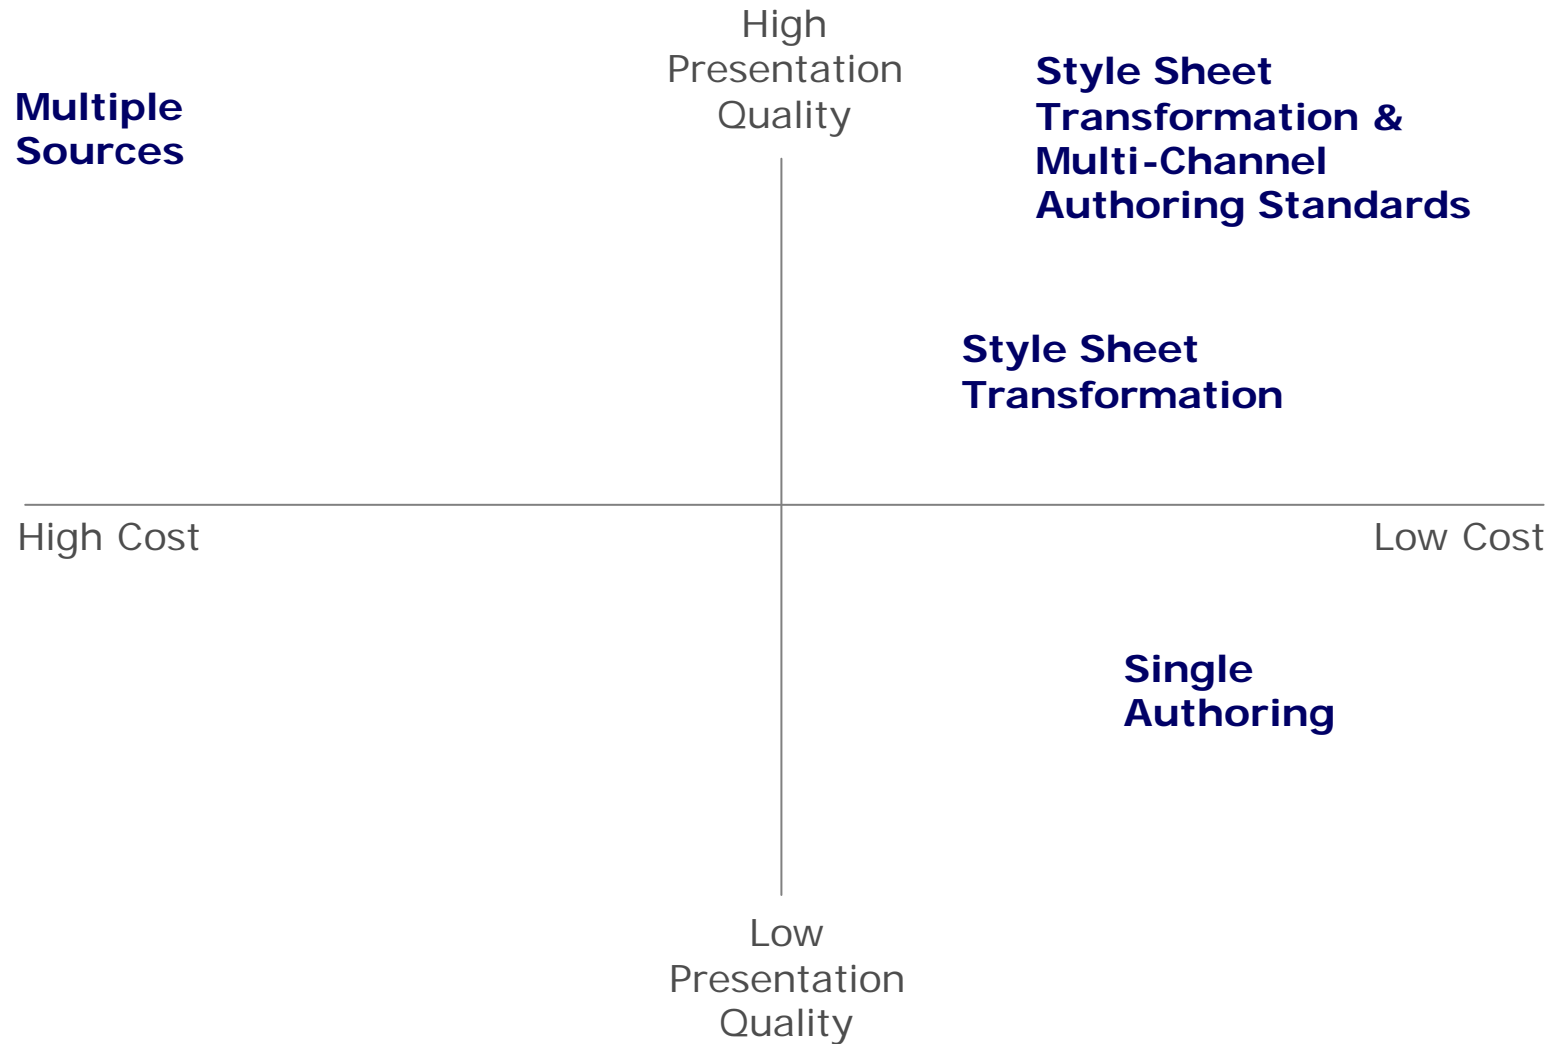 High
Presentation
Quality
Multiple
Sources
Style Sheet
Transformation &
Multi-Channel
Authoring Standards
Style Sheet
Transformation
High Cost
Low Cost
Single
Authoring
Low
Presentation
Quality